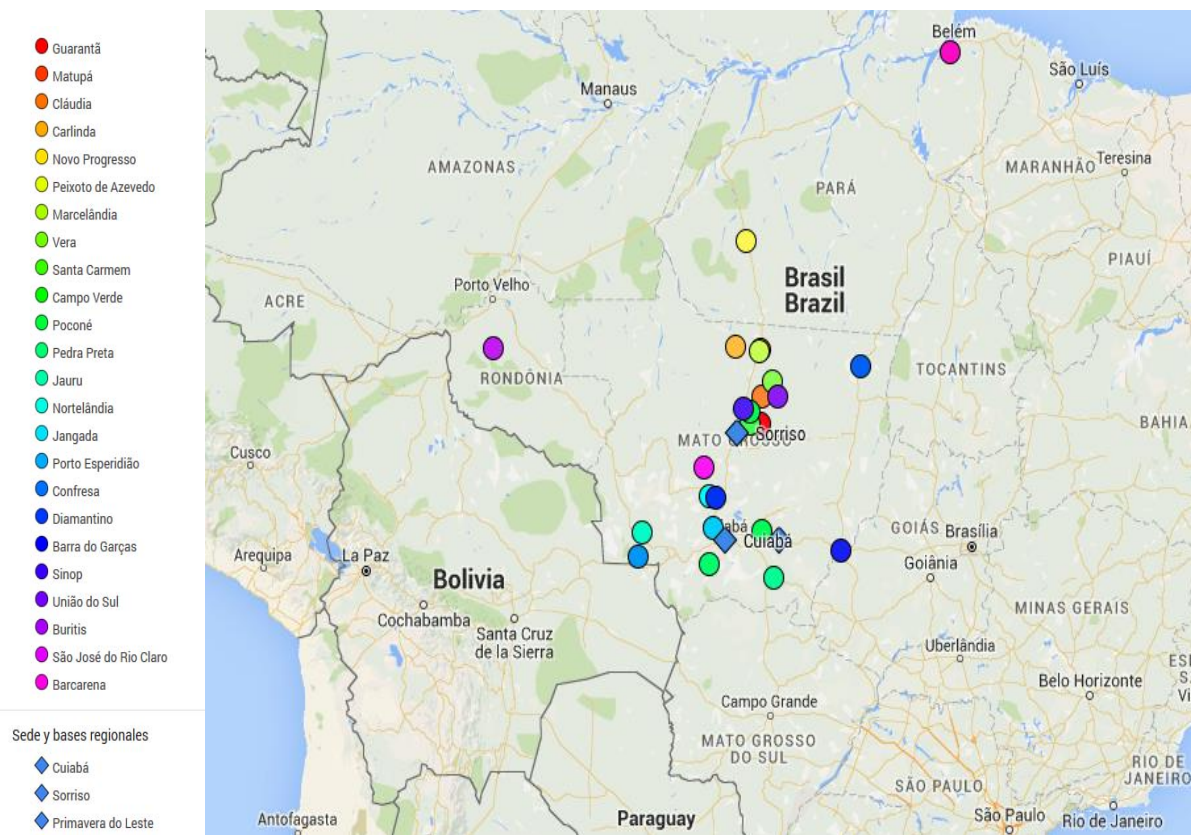 Guarantã
Matupá
Cláudia
Carlinda
Novo Progresso
Peixoto de Azevedo
Marcelândia
Vera
Santa Carmem
Campo Verde
Poconé
Pedra Preta
Jauru
Nortelândia
Jangada
Porto Esperidião
Confresa
Diamantino
Barra do Garças
Sinop
União do Sul
Buritis
São José do Rio Claro
Barcarena
Sede y bases regionales
Cuiabá
Sorriso
Primavera do Leste
Belém
São Luís
Manaus
AMAZONAS
MARANHÃO
Teresina
PARÁ
PIAUÍ
Brasil
Brazil
Porto Velho
ACRE
RONDÔNIA
TOCANTINS
BAHIA
MATO GROSSO
Sorriso
Cusco
GOIÁS
Brasília
abá
Cuiabá
Arequipa
La Paz
Bolivia
Goiânia
Cochabamba
Santa Cruz
de la Sierra
MINAS GERAIS
Uberlândia
Belo Horizonte
Campo Grande
MATO GROSSO
DO SUL
RIO DE
JANEIRO
SÃO PAULO
Antofagasta
Paraguay
São Paulo
Rio de Janeiro